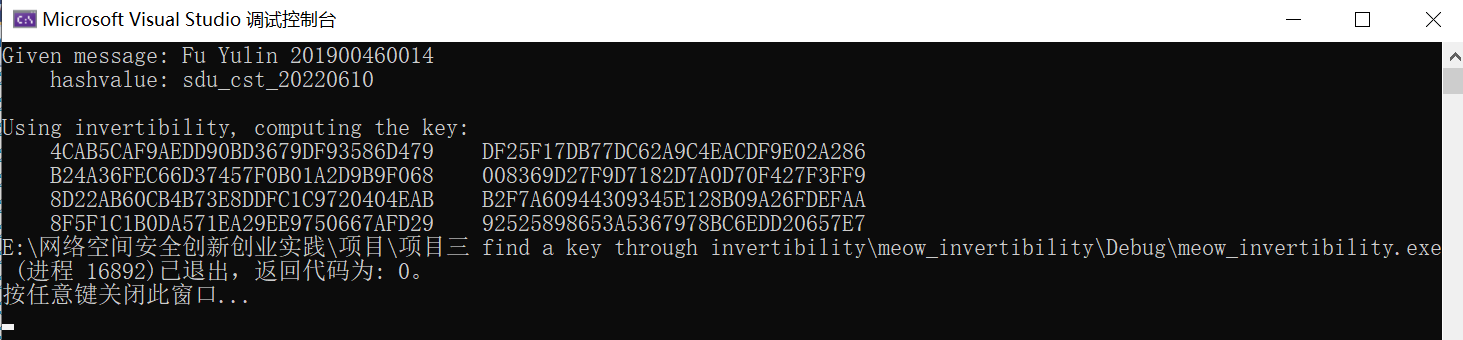 Microsoft Visual Studio 调试控制台
Given message: Fu Yulin 201900460014
hashvalue: sdu_cst_20220610
Using invertibility, computing the key:
4CAB5CAF9AEDD90BD3679DF93586D479 DF25F17DB77DC62A9C4EACDF9E02A286
B24A36FEC66D37457F0B01A2D9B9F068 008369D27F9D7182D7A0D70F427F3FF9
8D22AB60CB4B73E8DDFC1C9720404EAB B2F7A60944309345E128B09A26FDEFAA
8F5F1C1B0DA571EA29EE9750667AFD29 92525898653A5367978BC6EDD20657E7
E:\网络空间安全创新创业实践\项目\项目三 find a key through invertibility\meow_invertibility\Debug\meow_invertibility.exe
(进程 16892)已退出，返回代码为: 0。
按任意键关闭此窗口...